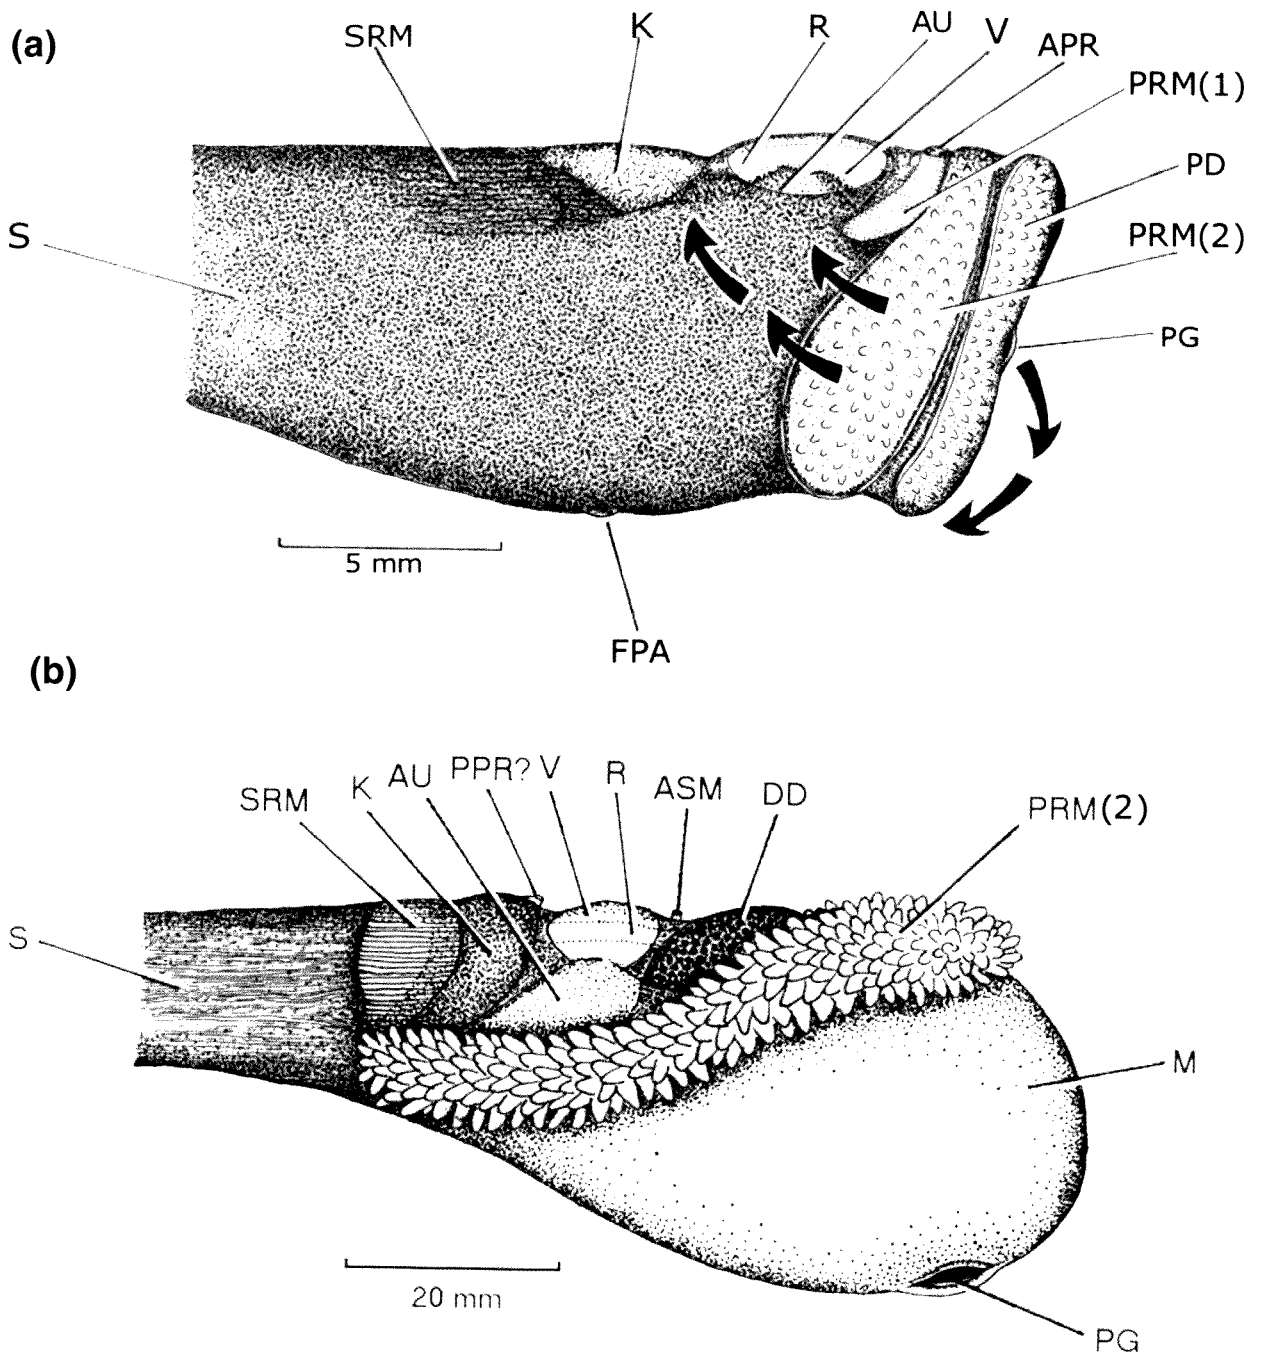 (a)
SRM
K
R
AU
V
APR
PRM(1)
PD
S
PRM(2)
PG
5 mm
FPA
(b)
SRM
K
AU
PPR?
V
R
ASM
DD
PRM(2)
S
M
20 mm
PG